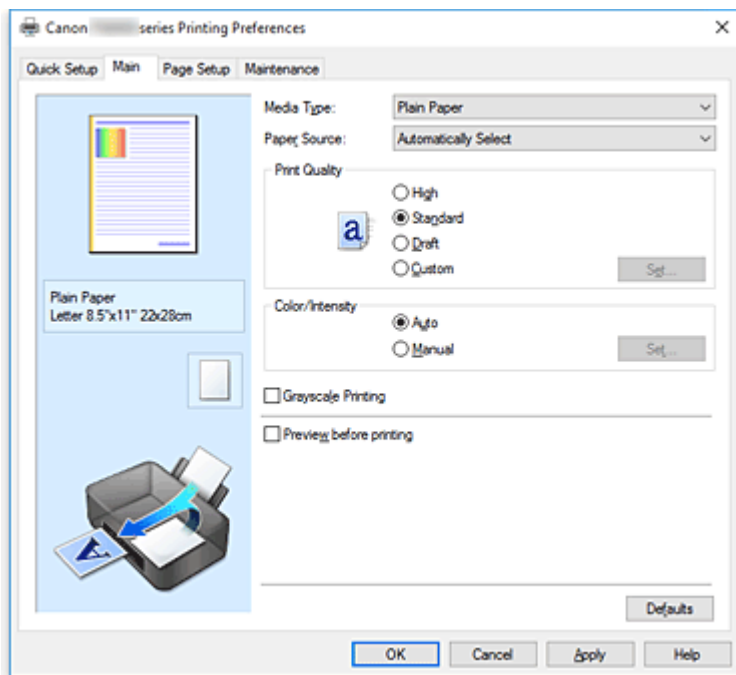 Canon series Printing Preferences
Quick Setup Main Page Setup Maintenance
Media Type: Plain Paper
Paper Source: Automatically Select
Print Quality
High
a Standard
Draft
Custom Set...
Plain Paper
Letter 8.5"x11" 22x28cm
Color/Intensity
Auto
Manual Set...
Grayscale Printing
Preview before printing
A
Defaults
OK Cancel Apply Help